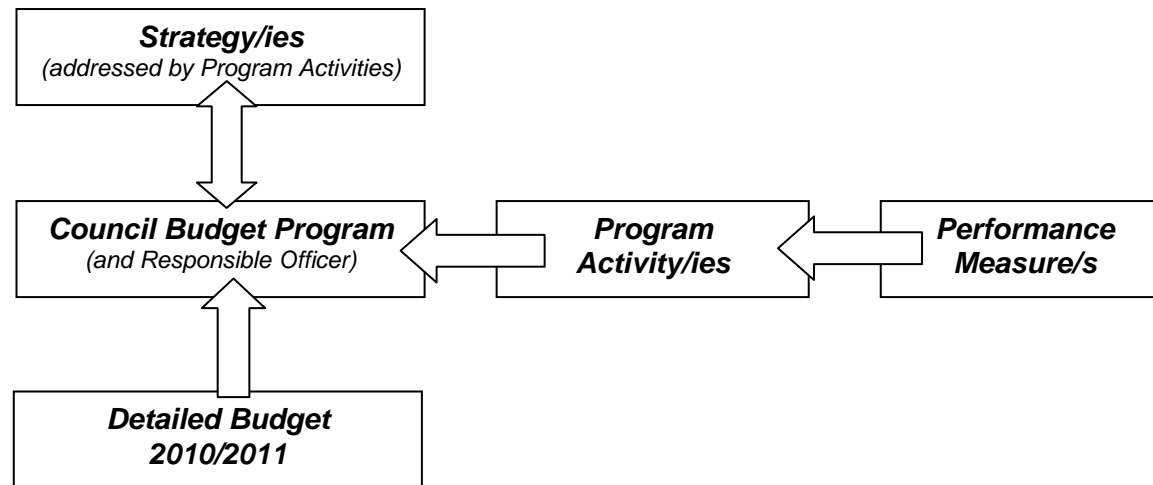 Strategy/ies
(addressed by Program Activities)
Council Budget Program
(and Responsible Officer)
Program
Activity/ies
Performance
Measure/s
Detailed Budget
2010/2011